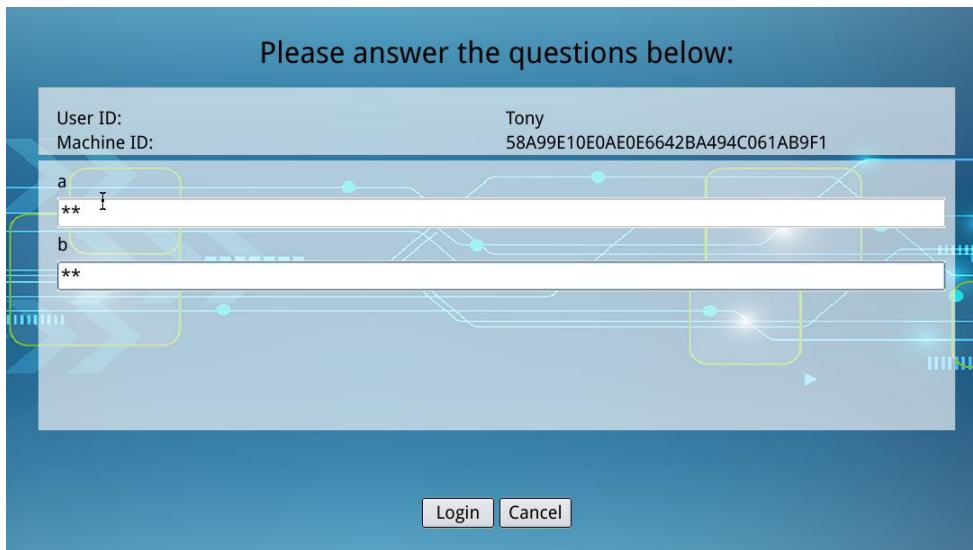 Please answer the questions below:
User ID: Tony
Machine ID: 58A99E10E0AE0E6642BA494C061AB9F1
a
**
b
**
Login Cancel